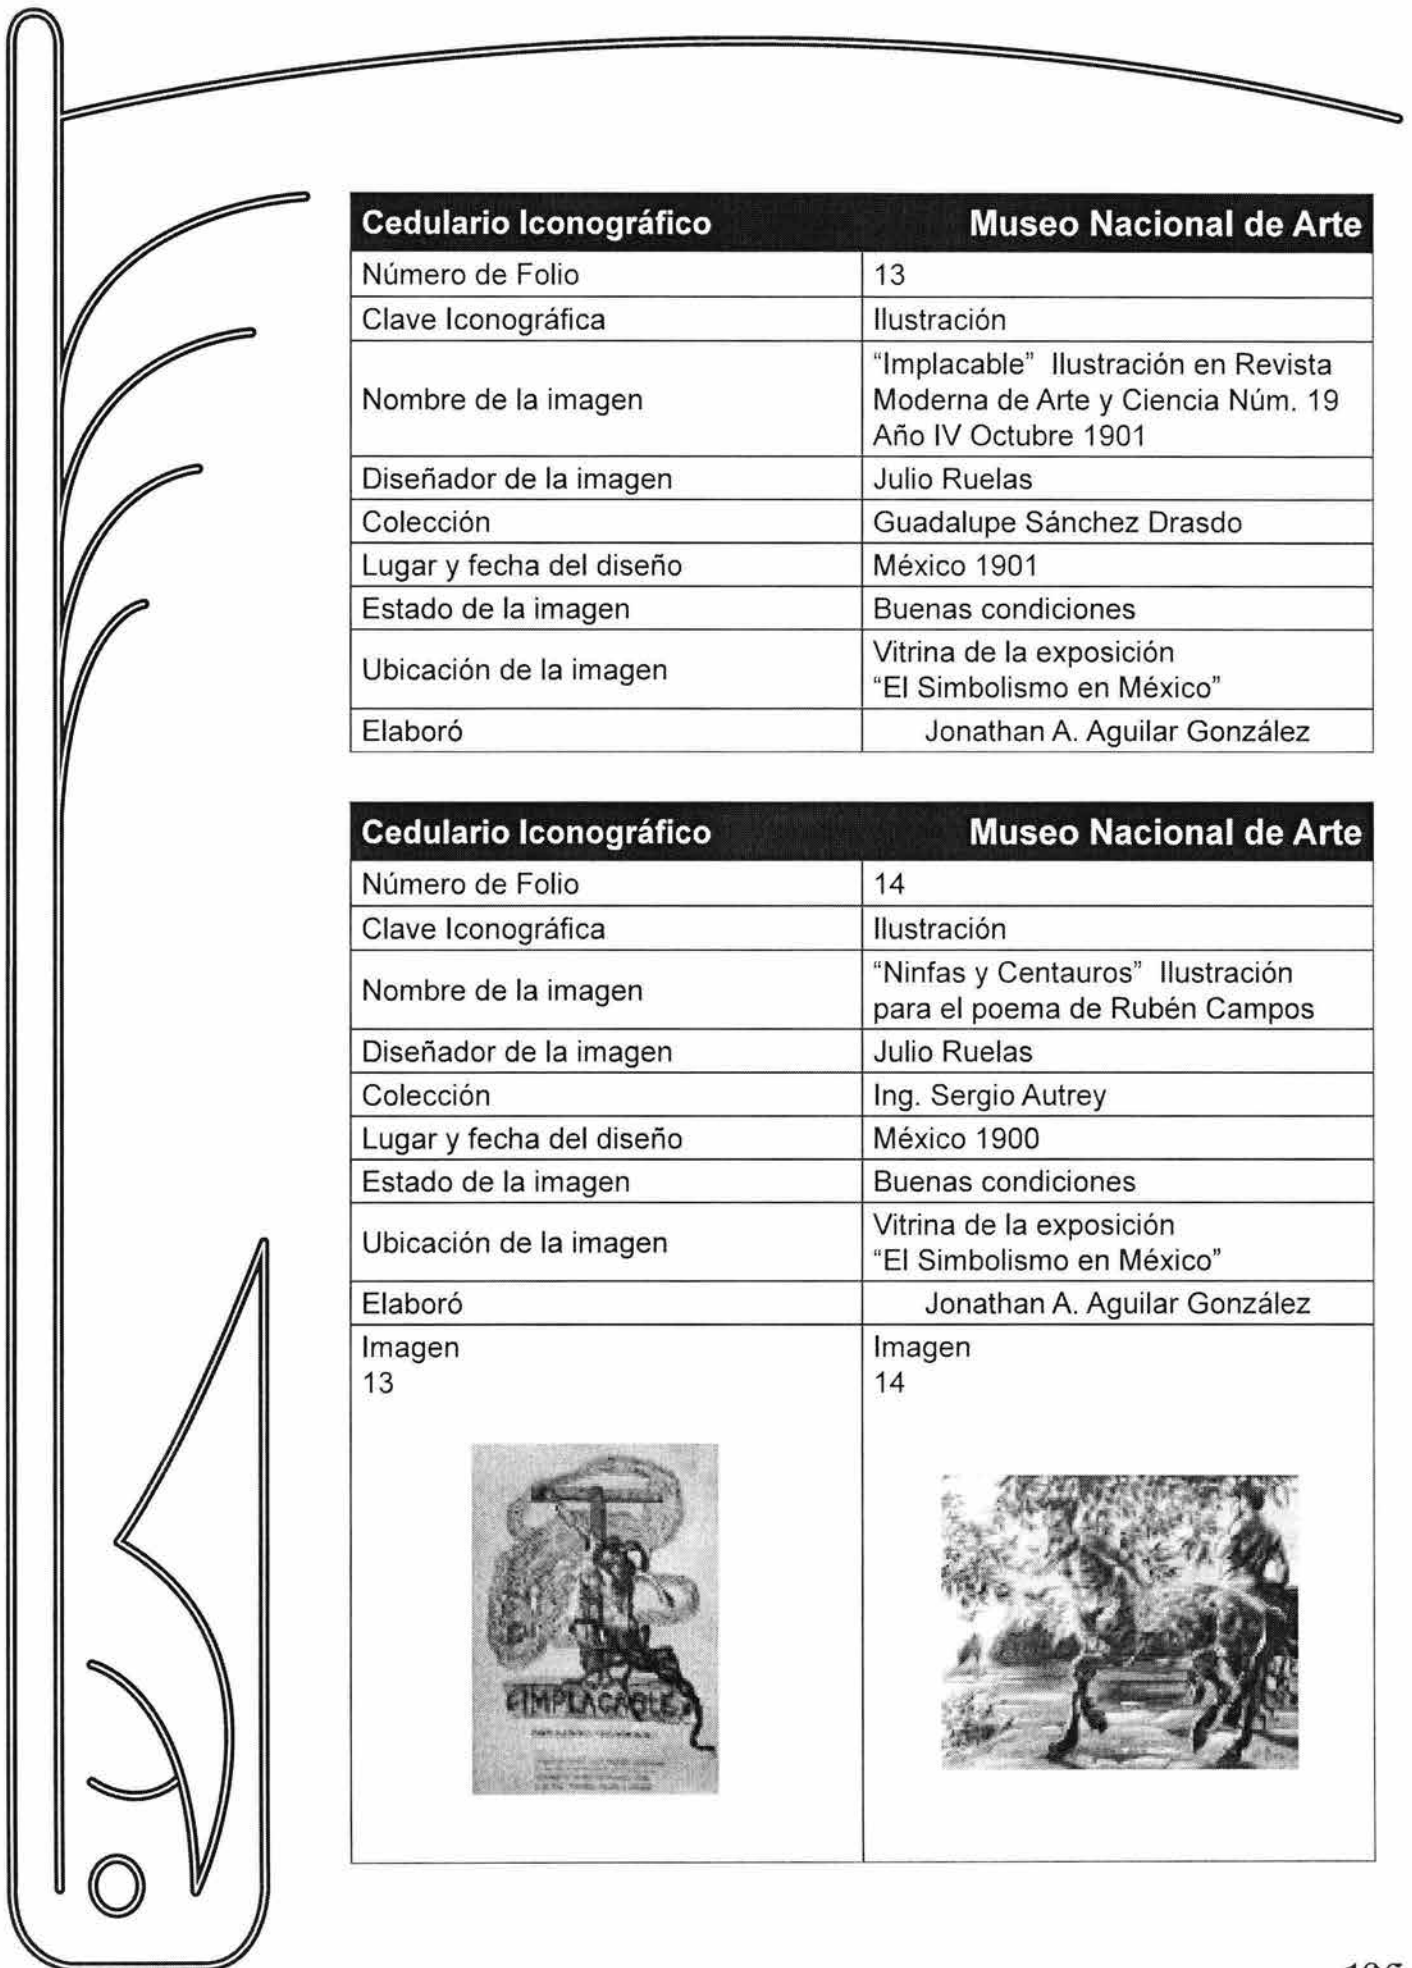 Cedulario Iconográfico Museo Nacional de Arte
Número de Folio 13
Clave Iconográfica Ilustración
Nombre de la imagen “Implacable” Ilustración en Revista
Moderna de Arte y Ciencia Núm. 19
Año IV Octubre 1901
Diseñador de la imagen Julio Ruelas
Colección Guadalupe Sánchez Drasdo
Lugar y fecha del diseño México 1901
Estado de la imagen Buenas condiciones
Ubicación de la imagen Vitrina de la exposición
“El Simbolismo en México”
Elaboró Jonathan A. Aguilar González
Cedulario Iconográfico Museo Nacional de Arte
Número de Folio 14
Clave Iconográfica Ilustración
Nombre de la imagen “Ninfas y Centauros” Ilustración
para el poema de Rubén Campos
Diseñador de la imagen Julio Ruelas
Colección Ing. Sergio Autrey
Lugar y fecha del diseño México 1900
Estado de la imagen Buenas condiciones
Ubicación de la imagen Vitrina de la exposición
“El Simbolismo en México”
Elaboró Jonathan A. Aguilar González
Imagen
13
Imagen
14
IMPLACABLE